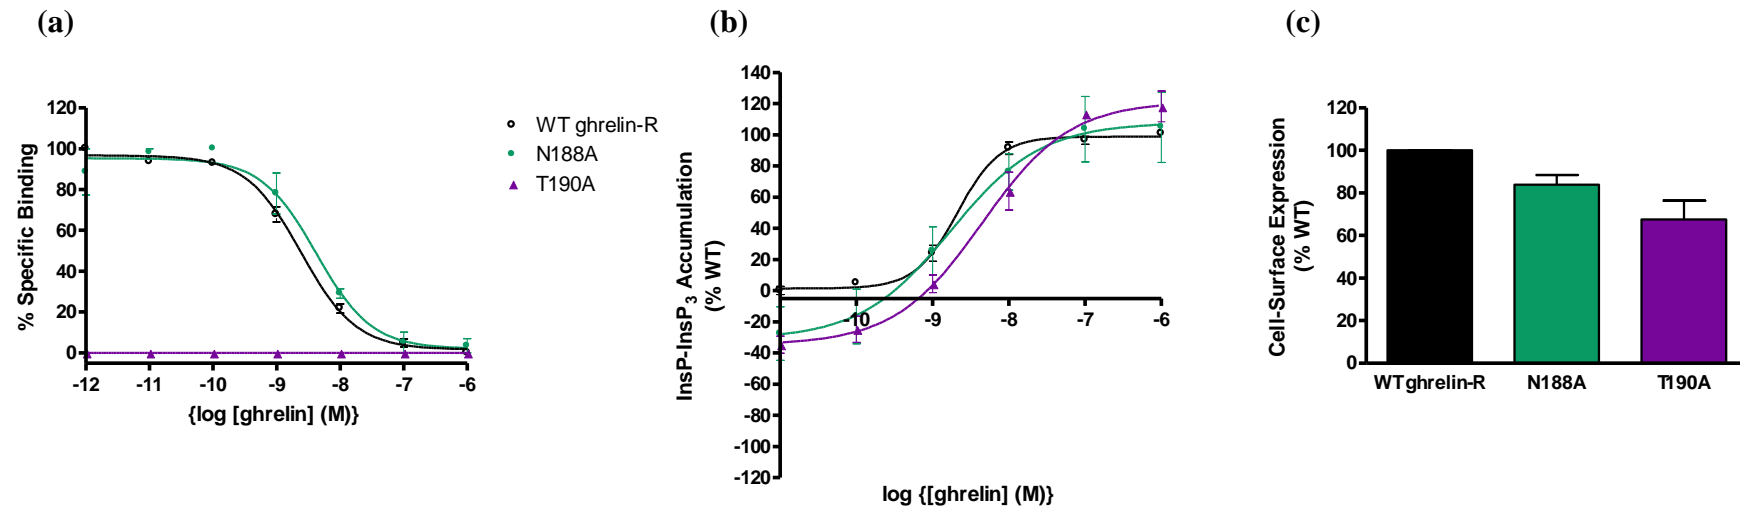 (a)
120
100
80
60
40
20
0
-12 -11 -10 -9 -8 -7 -6
% Specific Binding
{log [ghrelin] (M)}
WT ghrelin-R
N188A
T190A
(b)
140
120
100
80
60
40
20
0
-20
-40
-60
-80
-100
-120
-10 -9 -8 -7 -6
InsP-InsP3 Accumulation
(% WT)
log {[ghrelin] (M)}
(c)
120
100
80
60
40
20
0
Cell-Surface Expression
(% WT)
WT ghrelin-R N188A T190A